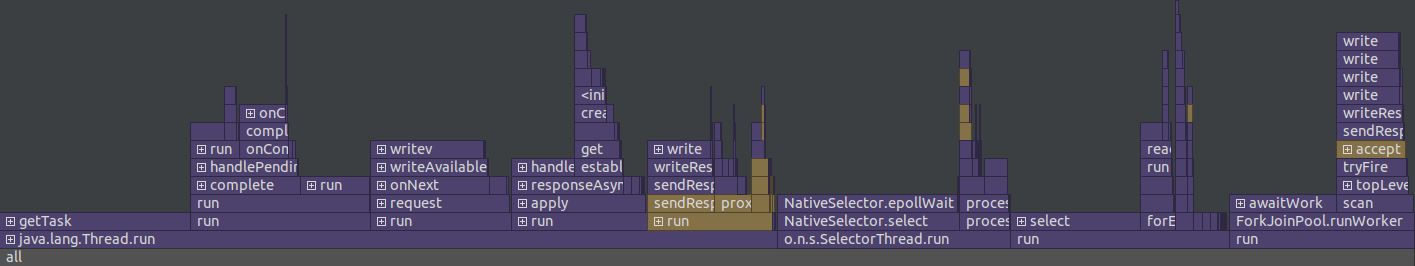 write
write
write
write
<ini
⊞ onC
crea
writeRes
compl
sendResp
⊞ run
onCon
⊞ writev
get
⊞ write
⊞ accept
⊞ handlePendin
⊞ writeAvailable
⊞ handle
establ
writeRes
run
tryFire
⊞ complete
⊞ run
⊞ onNext
⊞ responseAsyn
sendResp
⊞ topLeve
run
⊞ request
⊞ apply
sendResp
prox
NativeSelector.epollWait
proces
⊞ awaitWork
scan
⊞ getTask
run
⊞ run
⊞ run
⊞ run
NativeSelector.select
proces
⊞ select
forE
ForkJoinPool.runWorker
⊞ java.lang.Thread.run
o.n.s.SelectorThread.run
run
run
all